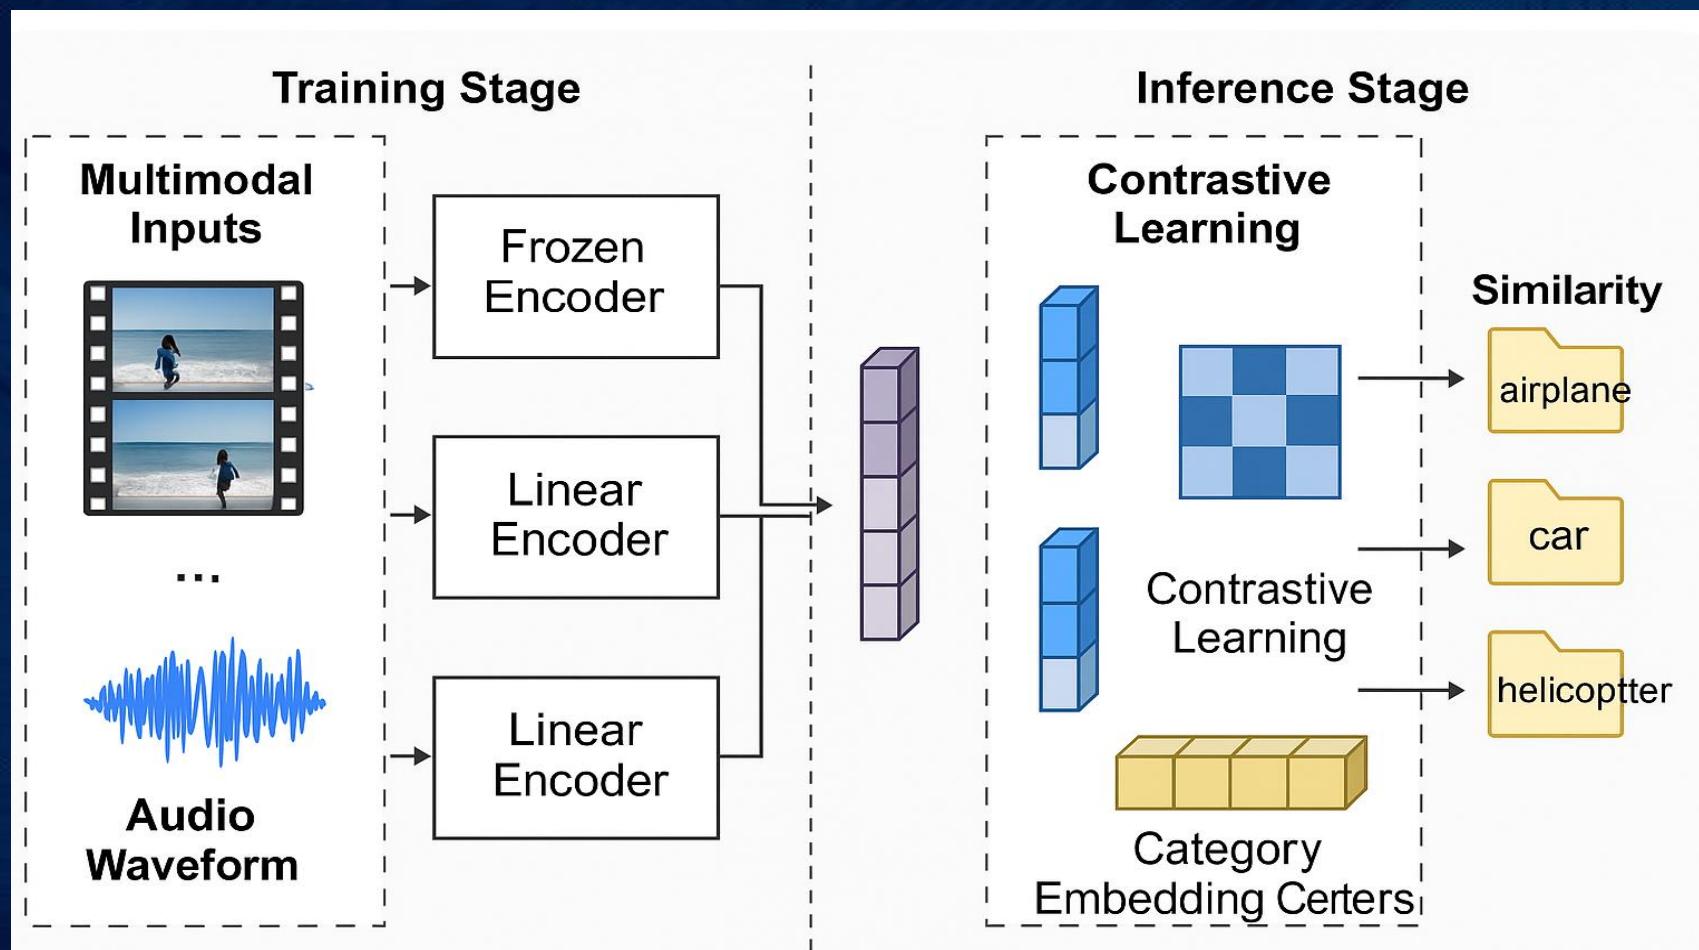 Training Stage
Multimodal
Inputs
...
Audio
Waveform
Frozen
Encoder
Linear
Encoder
Linear
Encoder
Inference Stage
Contrastive
Learning
Contrastive
Learning
Category
Embedding Certers
Similarity
airplane
car
helicoptter